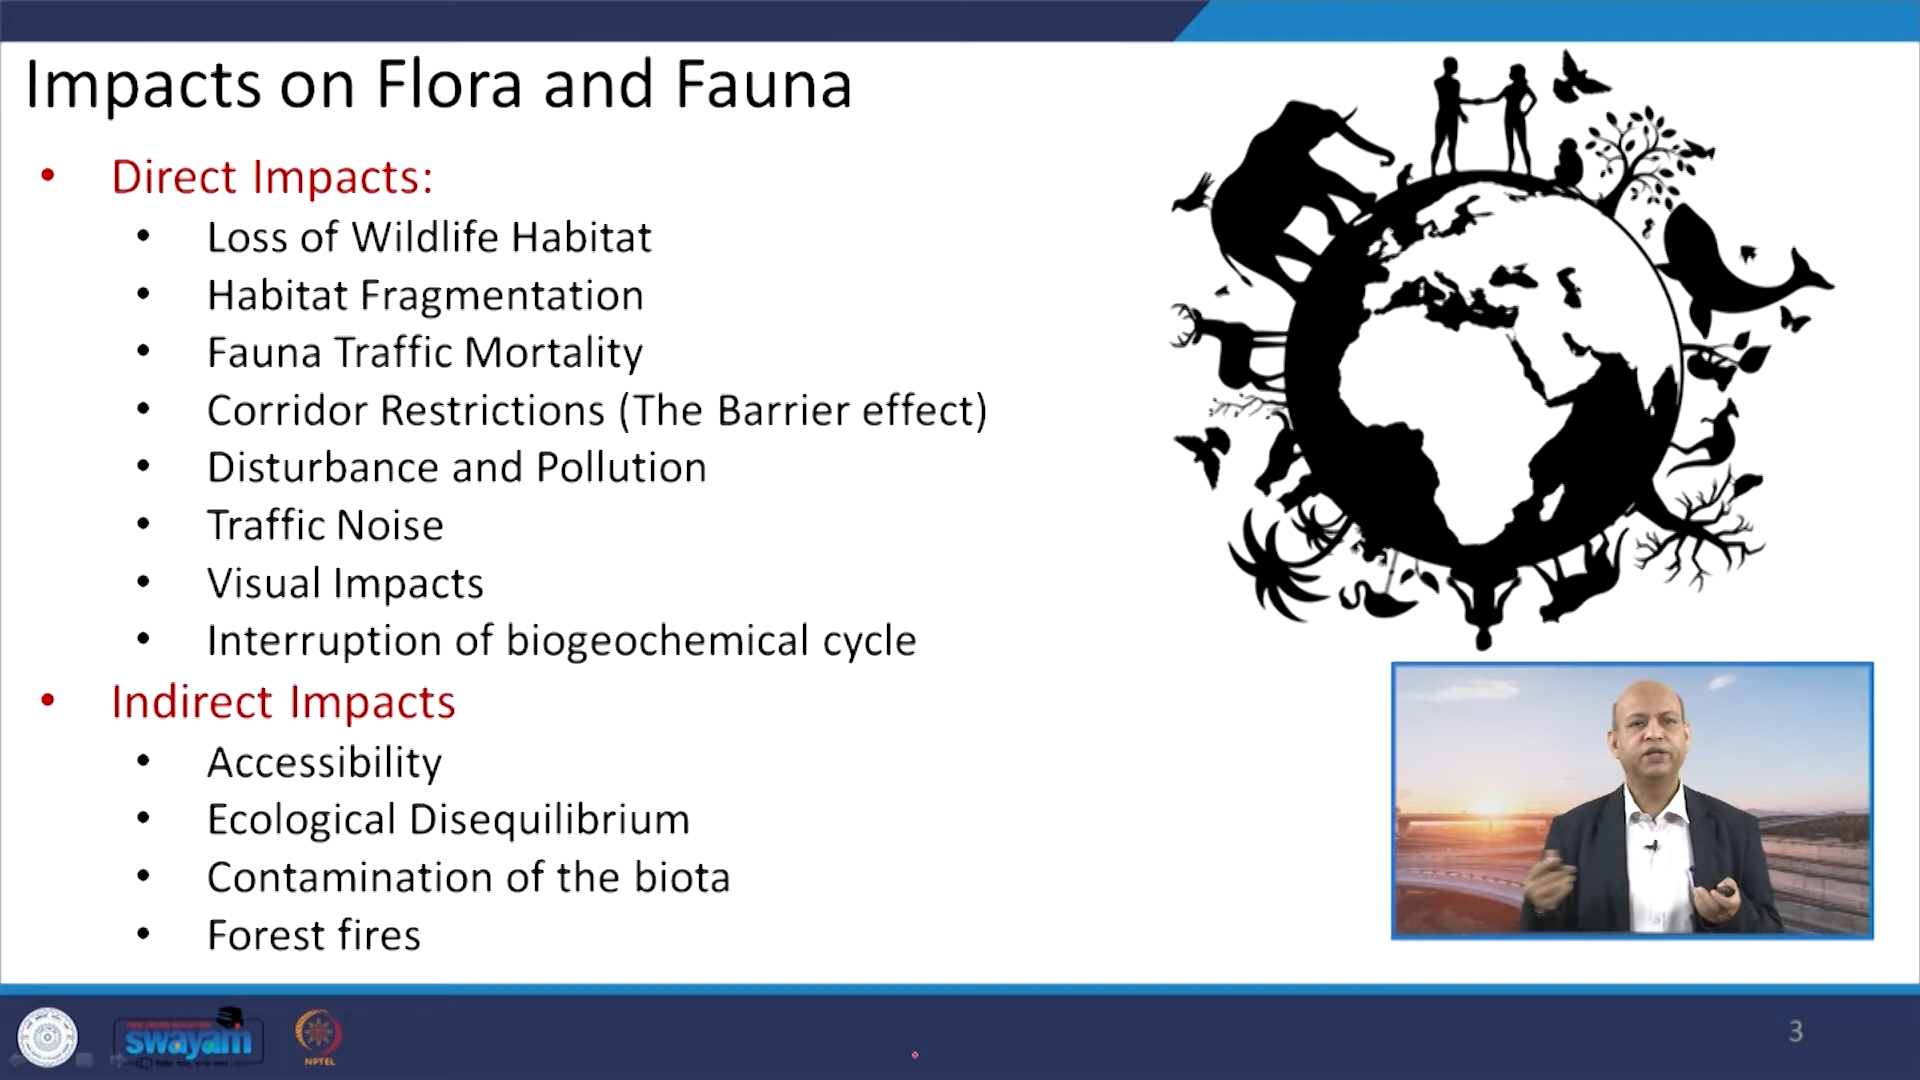 Impacts on Flora and Fauna
• Direct Impacts:
• Loss of Wildlife Habitat
• Habitat Fragmentation
• Fauna Traffic Mortality
• Corridor Restrictions (The Barrier effect)
• Disturbance and Pollution
• Traffic Noise
• Visual Impacts
• Interruption of biogeochemical cycle
• Indirect Impacts
• Accessibility
• Ecological Disequilibrium
• Contamination of the biota
• Forest fires
swayam
NPTEL
3